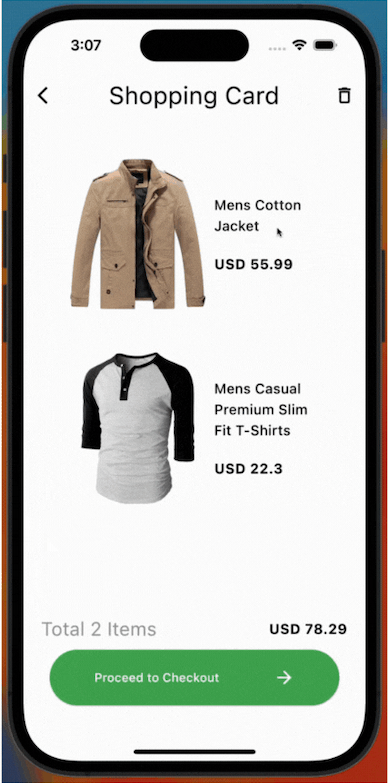 3:07
Shopping Card
Mens Cotton
Jacket
USD 55.99
Mens Casual
Premium Slim
Fit T-Shirts
USD 22.3
Total 2 Items
USD 78.29
Proceed to Checkout